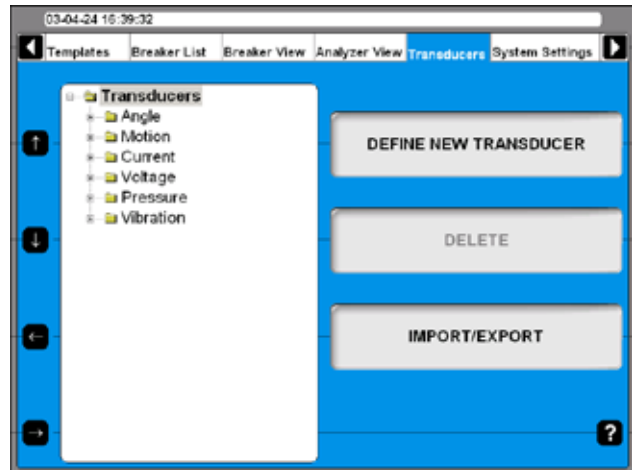 03-04-24 16:39:32
Templates Breaker List Breaker View Analyzer View Transducers System Settings
Transducers
Angle
Motion
Current
Voltage
Pressure
Vibration
DEFINE NEW TRANSDUCER
DELETE
IMPORT/EXPORT
?